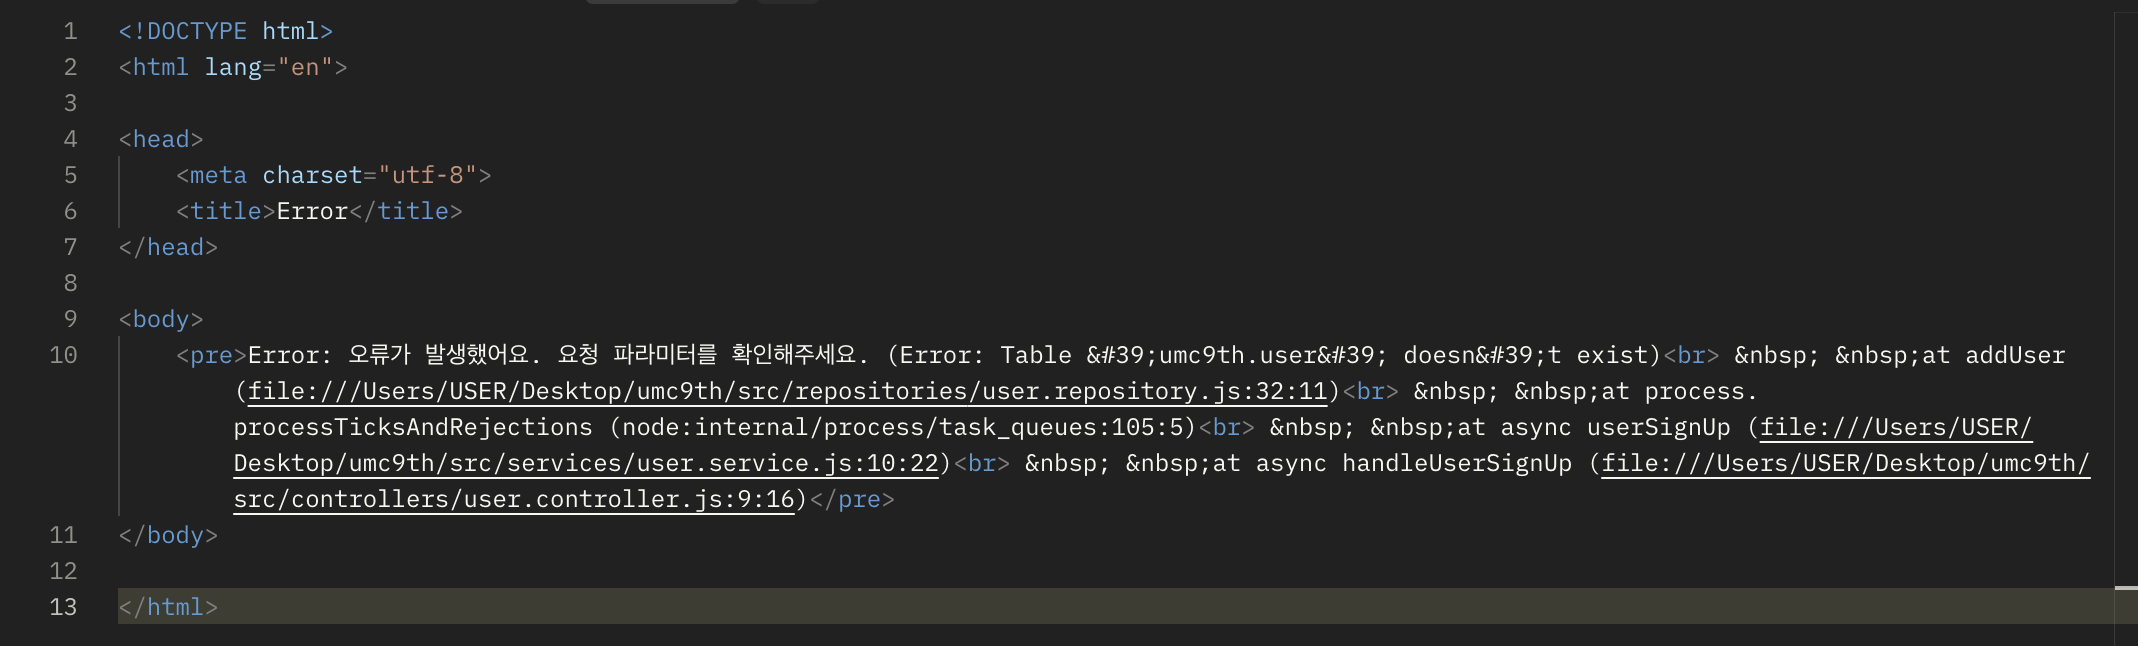 1 <!DOCTYPE html>
2 <html lang="en">
3
4 <head>
5 <meta charset="utf-8">
6 <title>Error</title>
7 </head>
8
9 <body>
10 <pre>Error: 오류가 발생했어요. 요청 파라미터를 확인해주세요. (Error: Table &#39;umc9th.user&#39; doesn&#39;t exist)<br> &nbsp; &nbsp;at addUser
(file:///Users/USER/Desktop/umc9th/src/repositories/user.repository.js:32:11)<br> &nbsp; &nbsp;at process.
processTicksAndRejections (node:internal/process/task_queues:105:5)<br> &nbsp; &nbsp;at async userSignUp (file:///Users/USER/
Desktop/umc9th/src/services/user.service.js:10:22)<br> &nbsp; &nbsp;at async handleUserSignUp (file:///Users/USER/Desktop/umc9th/
src/controllers/user.controller.js:9:16)</pre>
11 </body>
12
13 </html>